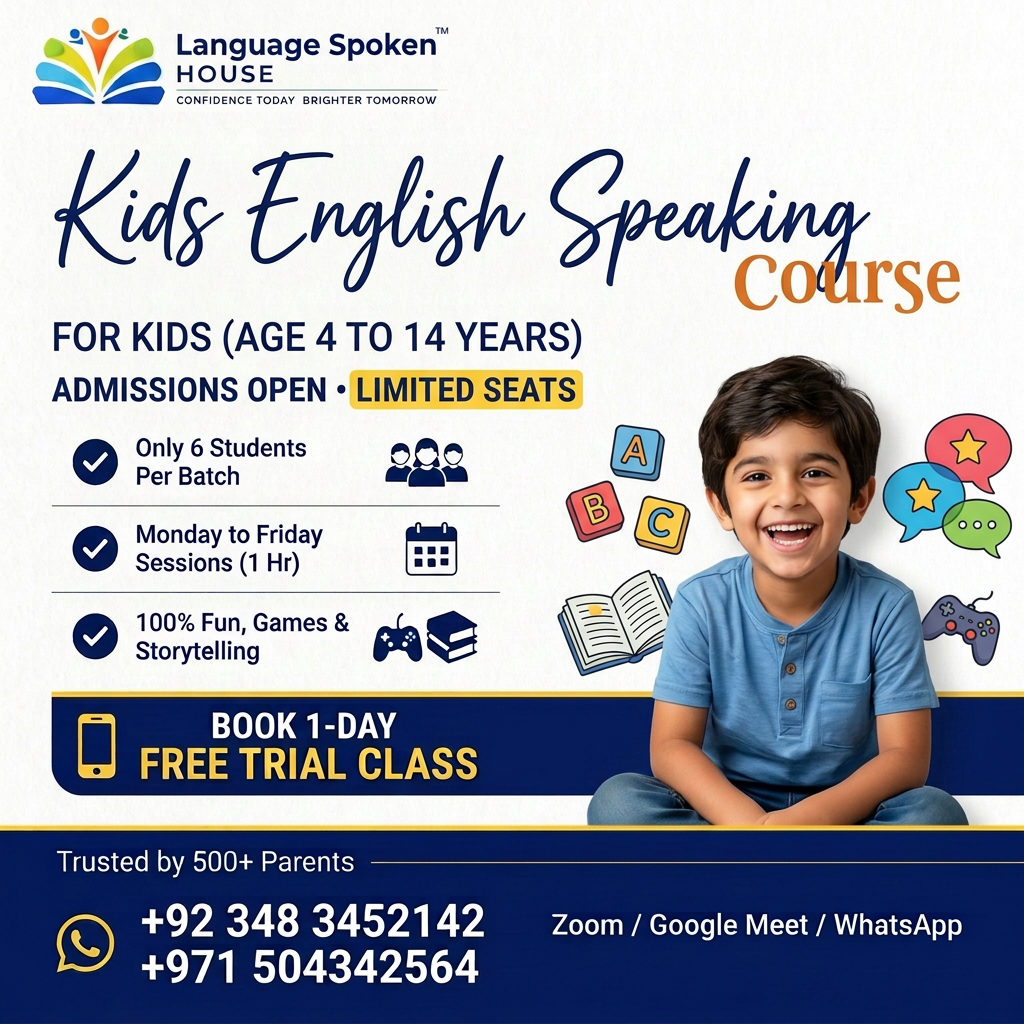 Language Spoken™
HOUSE
CONFIDENCE TODAY BRIGHTER TOMORROW
Kids English Speaking
Course
FOR KIDS (AGE 4 TO 14 YEARS)
ADMISSIONS OPEN • LIMITED SEATS
Only 6 Students
Per Batch
Monday to Friday
Sessions (1 Hr)
100% Fun, Games &
Storytelling
A
B
C
BOOK 1-DAY
FREE TRIAL CLASS
Trusted by 500+ Parents
+92 348 3452142
+971 504342564
Zoom / Google Meet / WhatsApp